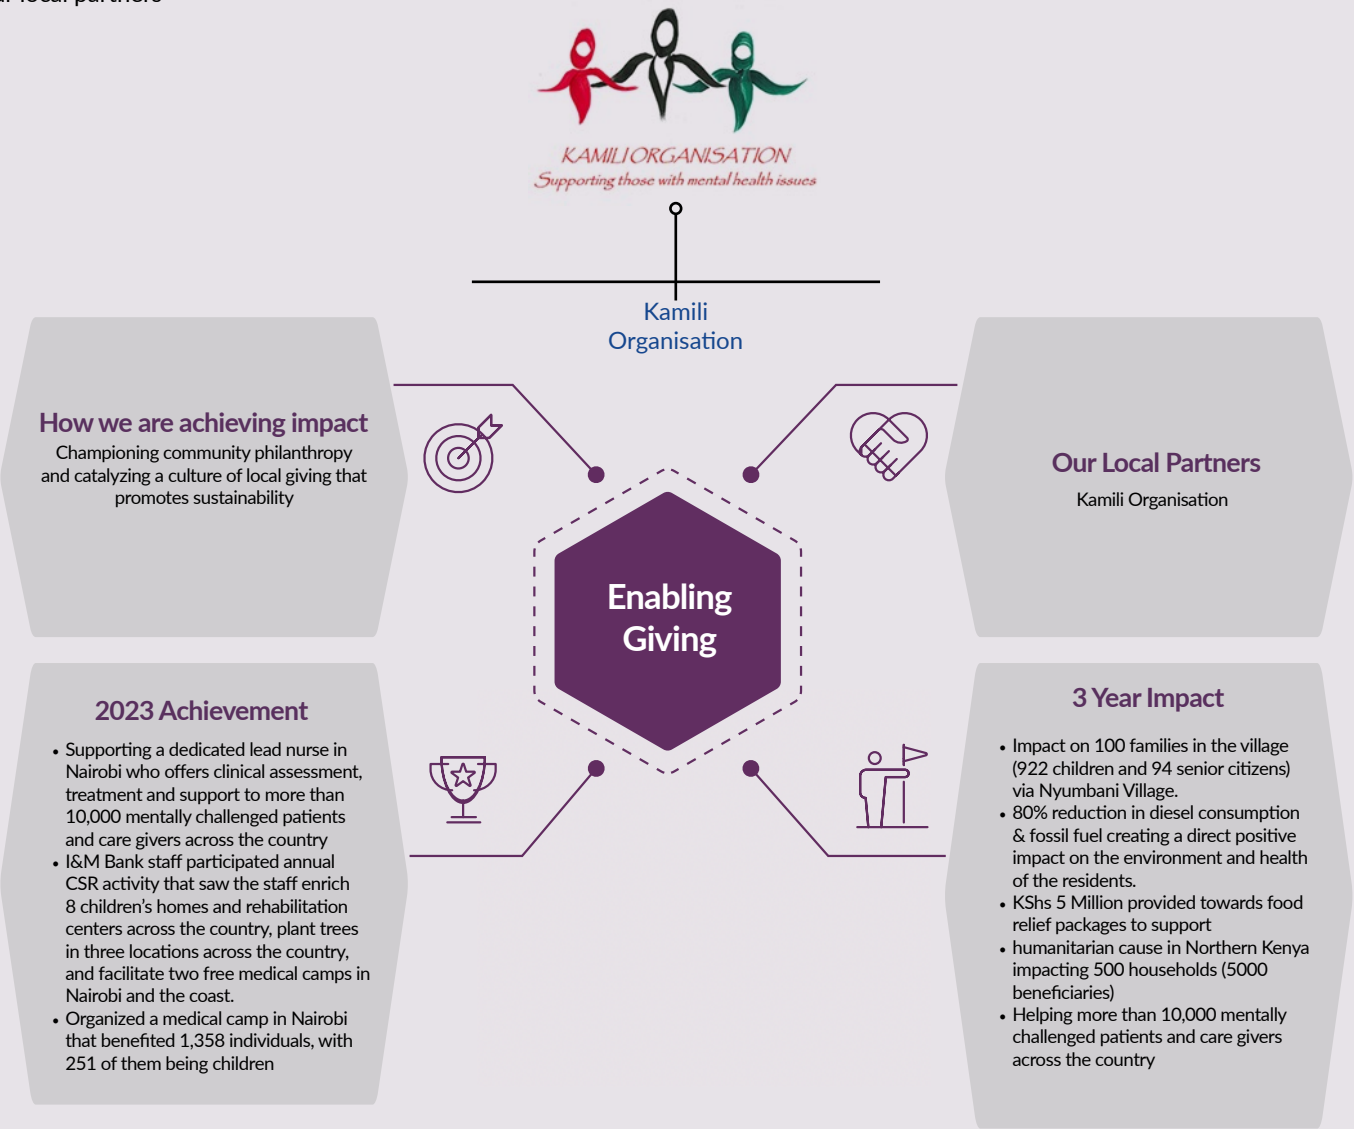 local partners
KAMILI ORGANISATION
Supporting those with mental health issues
Kamili
Organisation
How we are achieving impact
Championing community philanthropy
and catalyzing a culture of local giving that
promotes sustainability
Our Local Partners
Kamili Organisation
Enabling
Giving
2023 Achievement
• Supporting a dedicated lead nurse in
Nairobi who offers clinical assessment,
treatment and support to more than
10,000 mentally challenged patients
and care givers across the country
• I&M Bank staff participated annual
CSR activity that saw the staff enrich
8 children’s homes and rehabilitation
centers across the country, plant trees
in three locations across the country,
and facilitate two free medical camps in
Nairobi and the coast.
• Organized a medical camp in Nairobi
that benefited 1,358 individuals, with
251 of them being children
3 Year Impact
• Impact on 100 families in the village
(922 children and 94 senior citizens)
via Nyumbani Village.
• 80% reduction in diesel consumption
& fossil fuel creating a direct positive
impact on the environment and health
of the residents.
• KShs 5 Million provided towards food
relief packages to support
• humanitarian cause in Northern Kenya
impacting 500 households (5000
beneficiaries)
• Helping more than 10,000 mentally
challenged patients and care givers
across the country